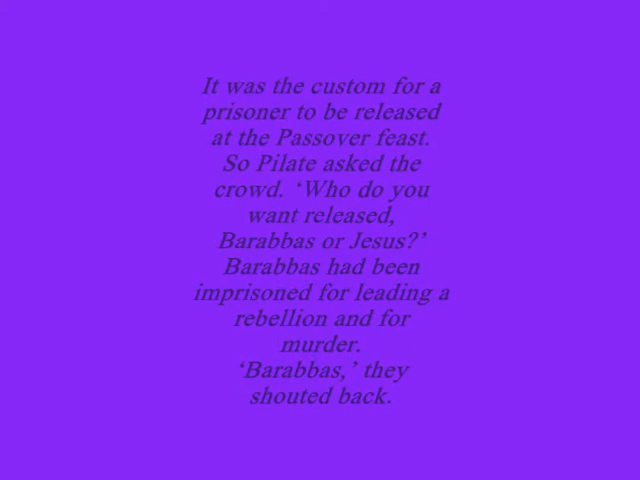 It was the custom for a
prisoner to be released
at the Passover feast.
So Pilate asked the
crowd. ‘Who do you
want released,
Barabbas or Jesus?’
Barabbas had been
imprisoned for leading a
rebellion and for
murder.
‘Barabbas,’ they
shouted back.